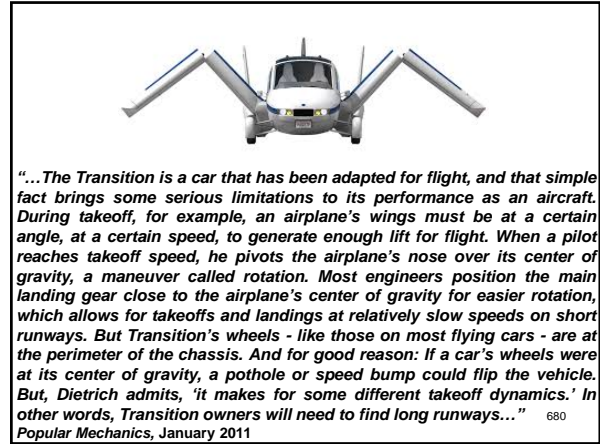 “…The Transition is a car that has been adapted for flight, and that simple
fact brings some serious limitations to its performance as an aircraft.
During takeoff, for example, an airplane’s wings must be at a certain
angle, at a certain speed, to generate enough lift for flight. When a pilot
reaches takeoff speed, he pivots the airplane’s nose over its center of
gravity, a maneuver called rotation. Most engineers position the main
landing gear close to the airplane’s center of gravity for easier rotation,
which allows for takeoffs and landings at relatively slow speeds on short
runways. But Transition’s wheels - like those on most flying cars - are at
the perimeter of the chassis. And for good reason: If a car’s wheels were
at its center of gravity, a pothole or speed bump could flip the vehicle.
But, Dietrich admits, ‘it makes for some different takeoff dynamics.’ In
other words, Transition owners will need to find long runways…” 680
Popular Mechanics, January 2011